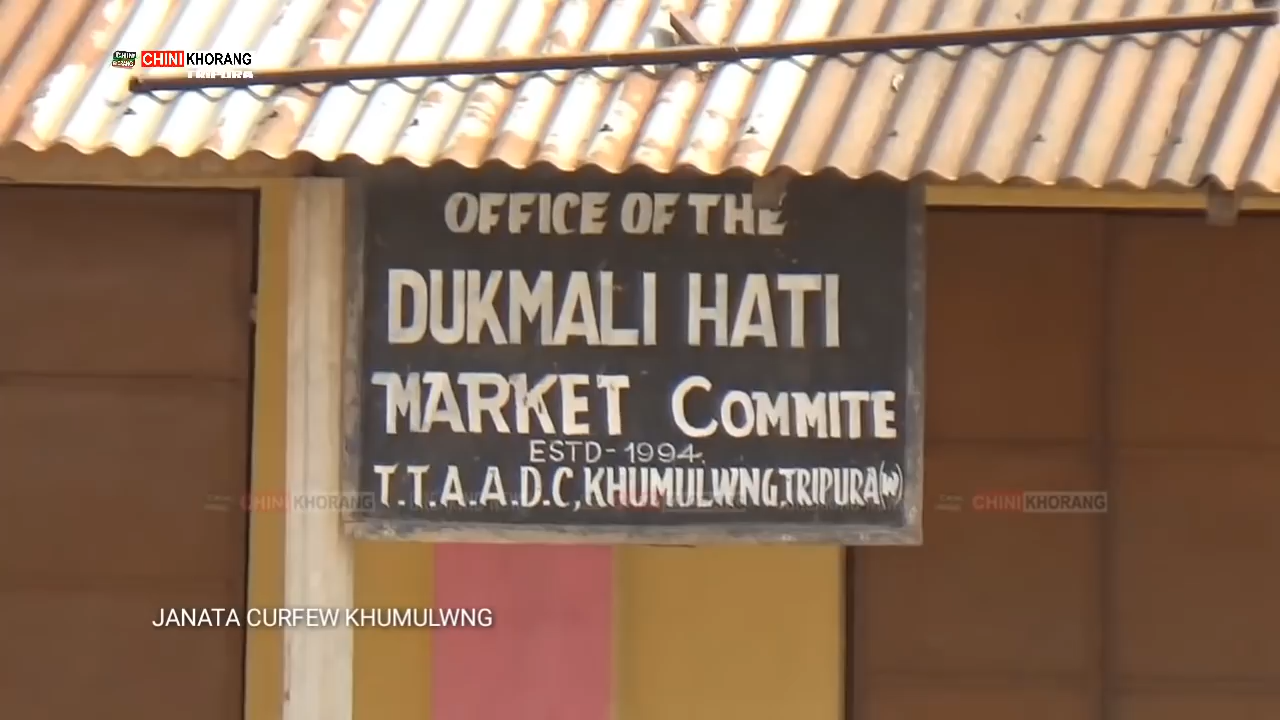 CHINI KHORANG
TRIPURA
OFFICE OF THE
DUKMALI HATI
MARKET COMMITE
ESTD-1994.
T.T.A.A.D.C, KHUMULWNG, TRIPURA(W)
CHINI KHORANG
CHINI KHORANG
JANATA CURFEW KHUMULWNG